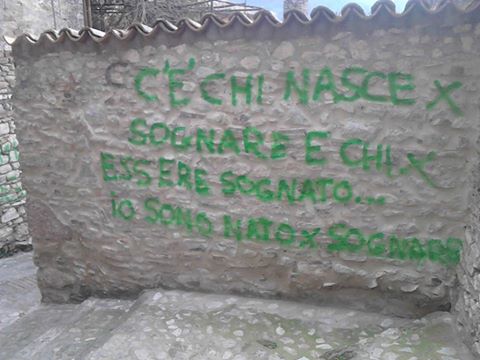 C'È CHI NASCE x
SOGNARE E CHI x
ESSERE SOGNATO...
iO SONO NATO x SOGNARE